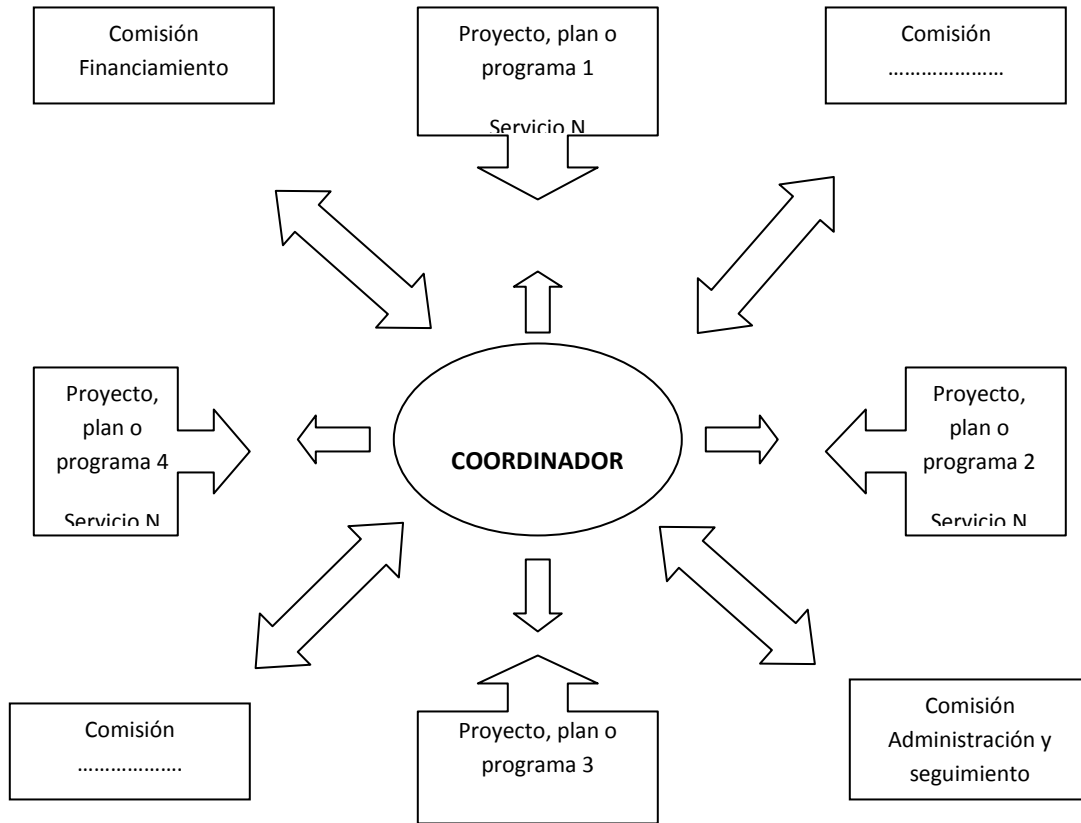 Comisión
Financiamiento
Proyecto, plan o
programa 1
Servicio N
Comisión
…………………
Proyecto,
plan o
programa 4
Servicio N
COORDINADOR
Proyecto,
plan o
programa 2
Servicio N
Comisión
……………….
Proyecto, plan o
programa 3
Comisión
Administración y
seguimiento